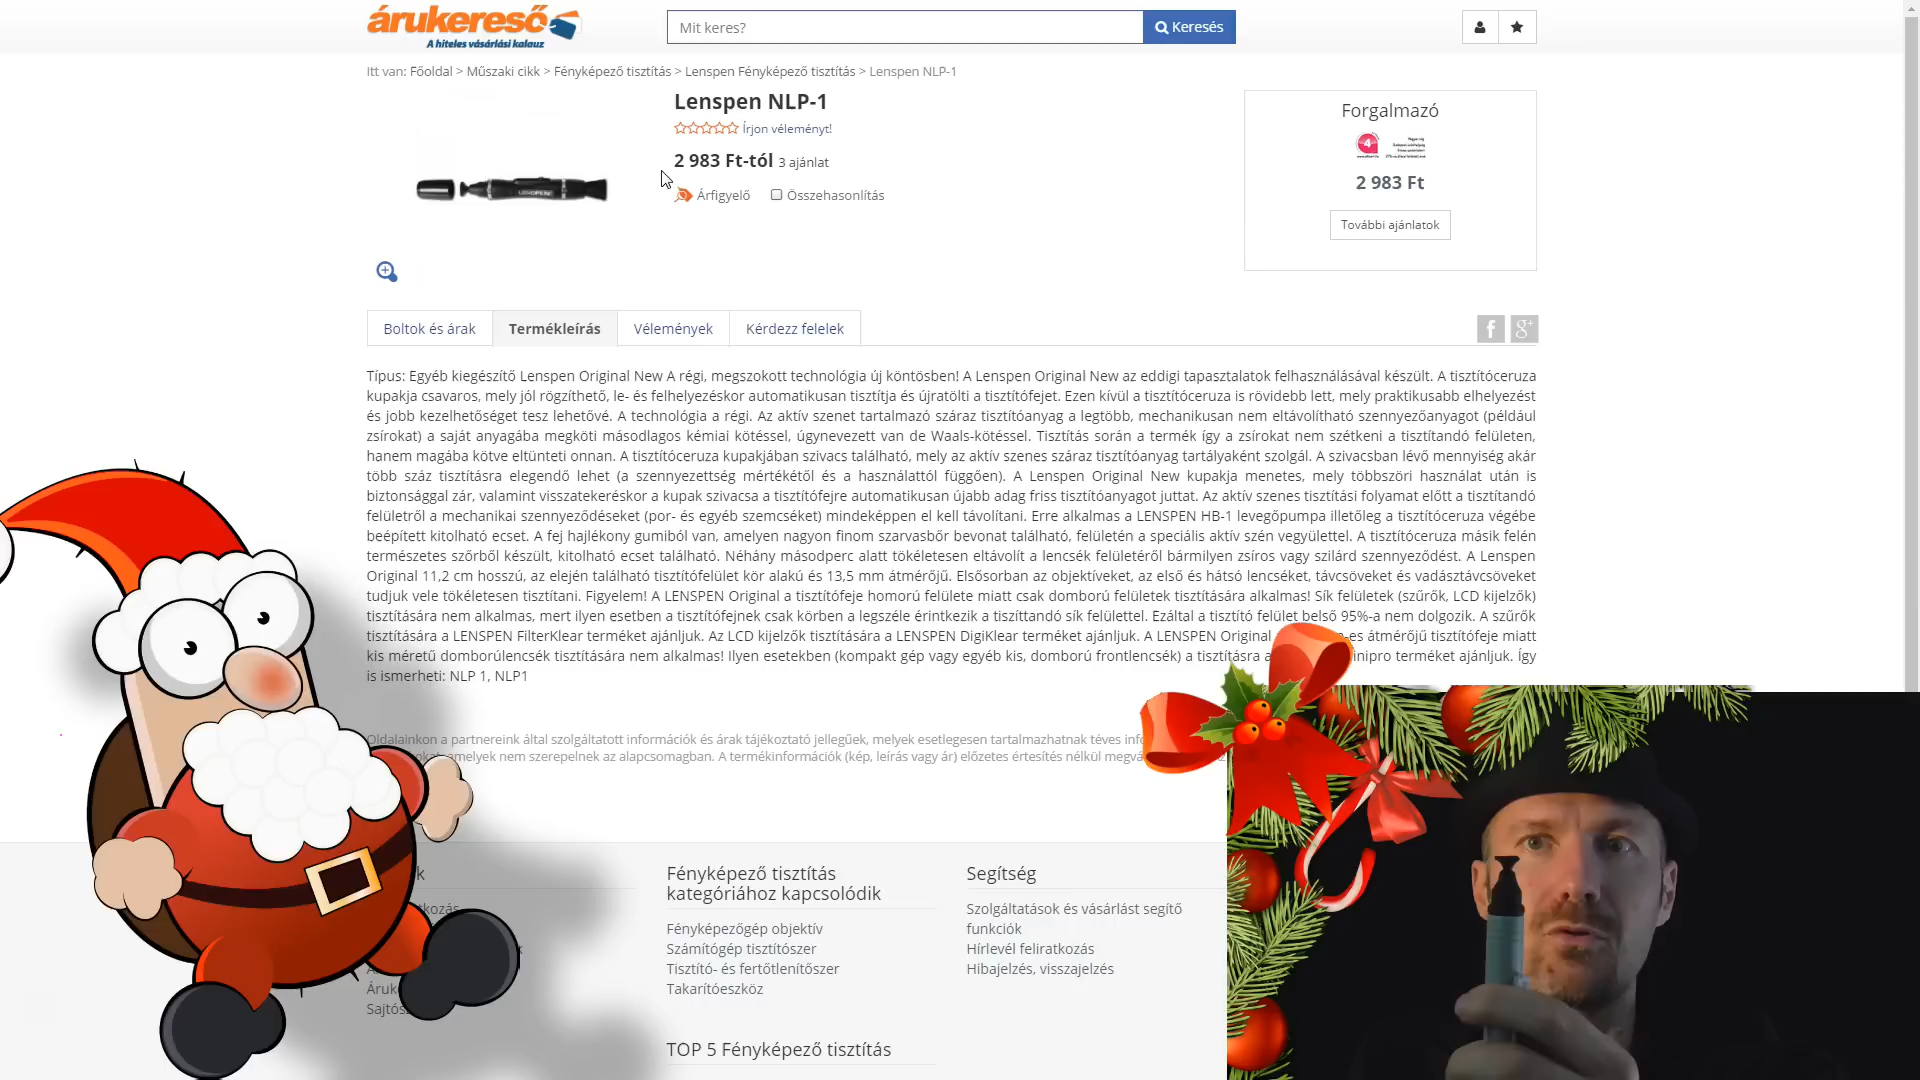 árukereső
A hiteles vásárlási kalauz
Mit keres?
Keresés
Itt van: Főoldal > Műszaki cikk > Fényképező tisztítás > Lenspen Fényképező tisztítás > Lenspen NLP-1
Lenspen NLP-1
Írjon véleményt!
2 983 Ft-tól 3 ajánlat
Árfigyelő
Összehasonlítás
Forgalmazó
2 983 Ft
További ajánlatok
LENSPEN
Boltok és árak
Termékleírás
Vélemények
Kérdezz felelek
Típus: Egyéb kiegészítő Lenspen Original New A régi, megszokott technológia új köntösben! A Lenspen Original New az eddigi tapasztalatok felhasználásával készült. A tisztítóceruza
kupakja csavaros, mely jól rögzíthető, le- és felhelyezéskor automatikusan tisztítja és újratölti a tisztítófejet. Ezen kívül a tisztítóceruza is rövidebb lett, mely praktikusabb elhelyezést
és jobb kezelhetőséget tesz lehetővé. A technológia a régi. Az aktív szenet tartalmazó száraz tisztítóanyag a legtöbb, mechanikusan nem eltávolítható szennyezőanyagot (például
zsírokat) a saját anyagába megköti másodlagos kémiai kötéssel, úgynevezett van de Waals-kötéssel. Tisztítás során a termék így a zsírokat nem szétkeni a tisztítandó felületen,
hanem magába kötve eltünteti onnan. A tisztítóceruza kupakjában szivacs található, mely az aktív szenes száraz tisztítóanyag tartályaként szolgál. A szivacsban lévő mennyiség akár
több száz tisztításra elegendő lehet (a szennyezettség mértékétől és a használattól függően). A Lenspen Original New kupakja menetes, mely többszöri használat után is
biztonsággal zár, valamint visszatekeréskor a kupak szivacsa a tisztítófejre automatikusan újabb adag friss tisztítóanyagot juttat. Az aktív szenes tisztítási folyamat előtt a tisztítandó
felületről a mechanikai szennyeződéseket (por- és egyéb szemcséket) mindeképpen el kell távolítani. Erre alkalmas a LENSPEN HB-1 levegőpumpa illetőleg a tisztítóceruza végébe
beépített kitolható ecset. A fej hajlékony gumiból van, amelyen nagyon finom szarvasbőr bevonat található, felületén a speciális aktív szén vegyülettel. A tisztítóceruza másik felén
természetes szőrből készült, kitolható ecset található. Néhány másodperc alatt tökéletesen eltávolít a lencsék felületéről bármilyen zsíros vagy szilárd szennyeződést. A Lenspen
Original 11,2 cm hosszú, az elején található tisztítófelület kör alakú és 13,5 mm átmérőjű. Elsősorban az objektíveket, az első és hátsó lencséket, távcsöveket és vadásztávcsöveket
tudjuk vele tökéletesen tisztítani. Figyelem! A LENSPEN Original a tisztítófeje homorú felülete miatt csak domború felületek tisztítására alkalmas! Sík felületek (szűrők, LCD kijelzők)
tisztítására nem alkalmas, mert ilyen esetben a tisztítófejnek csak körben a legszéle érintkezik a tiszíttandó sík felülettel. Ezáltal a tisztító felület belső 95%-a nem dolgozik. A szűrők
tisztítására a LENSPEN FilterKlear terméket ajánljuk. Az LCD kijelzők tisztítására a LENSPEN DigiKlear terméket ajánljuk. A LENSPEN Original -es átmérőjű tisztítófeje miatt
kis méretű domborúlencsék tisztítására nem alkalmas! Ilyen esetekben (kompakt gép vagy egyéb kis, domború frontlencsék) a tisztításra a inipro terméket ajánljuk. Így
is ismerheti: NLP 1, NLP1
Oldalainkon a partnereink által szolgáltatott információk és árak tájékoztató jellegűek, melyek esetlegesen tartalmazhatnak téves
amelyek nem szerepelnek az alapcsomagban. A termékinformációk (kép, leírás vagy ár) előzetes értesítés nélkül
Fényképező tisztítás
kategóriához kapcsolódik
Fényképezőgép objektív
Számítógép tisztítószer
Tisztító- és fertőtlenítőszer
Takarítóeszköz
TOP 5 Fényképező tisztítás
Segítség
Szolgáltatások és vásárlást segítő
funkciók
Hírlevél feliratkozás
Hibajelzés, visszajelzés